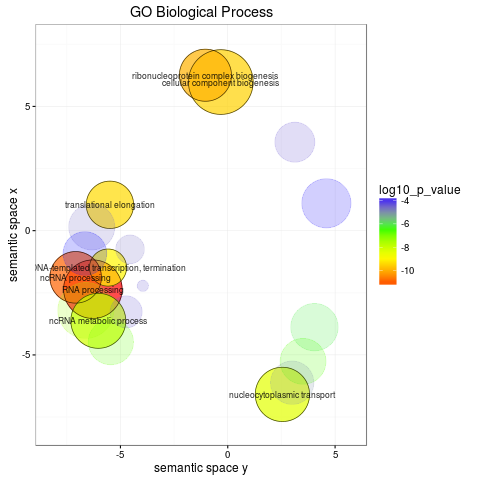 GO Biological Process
ribonucleoprotein complex biogenesis
cellular component biogenesis
5
log10_p_value
-4
-6
-8
-10
translational elongation
0
semantic space x
DNA-templated transcription, termination
ncRNA processing
RNA processing
ncRNA metabolic process
-5
nucleocytoplasmic transport
-5
0
5
semantic space y